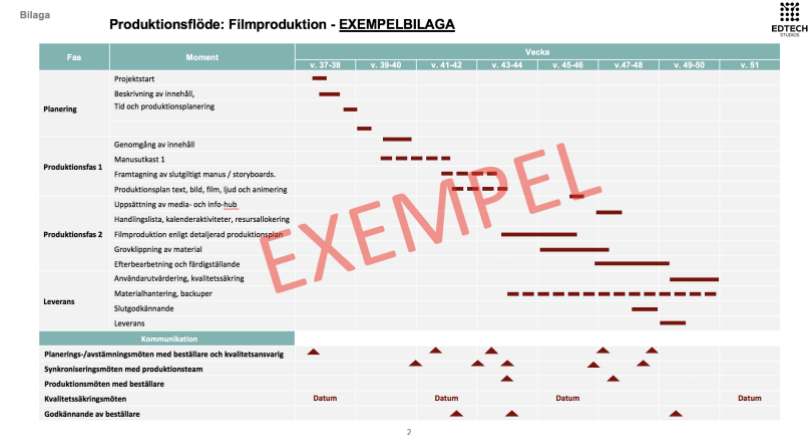 Bilaga
Produktionsflöde: Filmproduktion - EXEMPELBILAGA
EDTECH
STUDIOS
Fas Moment Vecka
v. 37-38 v. 39-40 v. 41-42 v. 43-44 v. 45-46 v.47-48 v. 49-50 v. 51
Projektstart
Beskrivning av innehåll,
Planering Tid och produktionsplanering
Genomgång av innehåll
Manusutkast 1
Produktionsfas 1
Framtagning av slutgiltigt manus / storyboards.
Produktionsplan text, bild, film, ljud och animering
Uppsättning av media- och info-hub
Handlingslista, kalenderaktiviteter, resursallokering
Produktionsfas 2 Filmproduktion enligt detaljerad produktionsplan
Grovklippning av material
Efterbearbetning och färdigställande
Användarutvärdering, kvalitetssäkring
Leverans Materialhantering, backuper
Slutgodkännande
Leverans
EXEMPEL
Kommunikation
Planerings-/avstämningsmöten med beställare och kvalitetsansvarig
Synkroniseringsmöten med produktionsteam
Produktionsmöten med beställare
Kvalitetssäkringsmöten Datum Datum Datum Datum
Godkännande av beställare
2